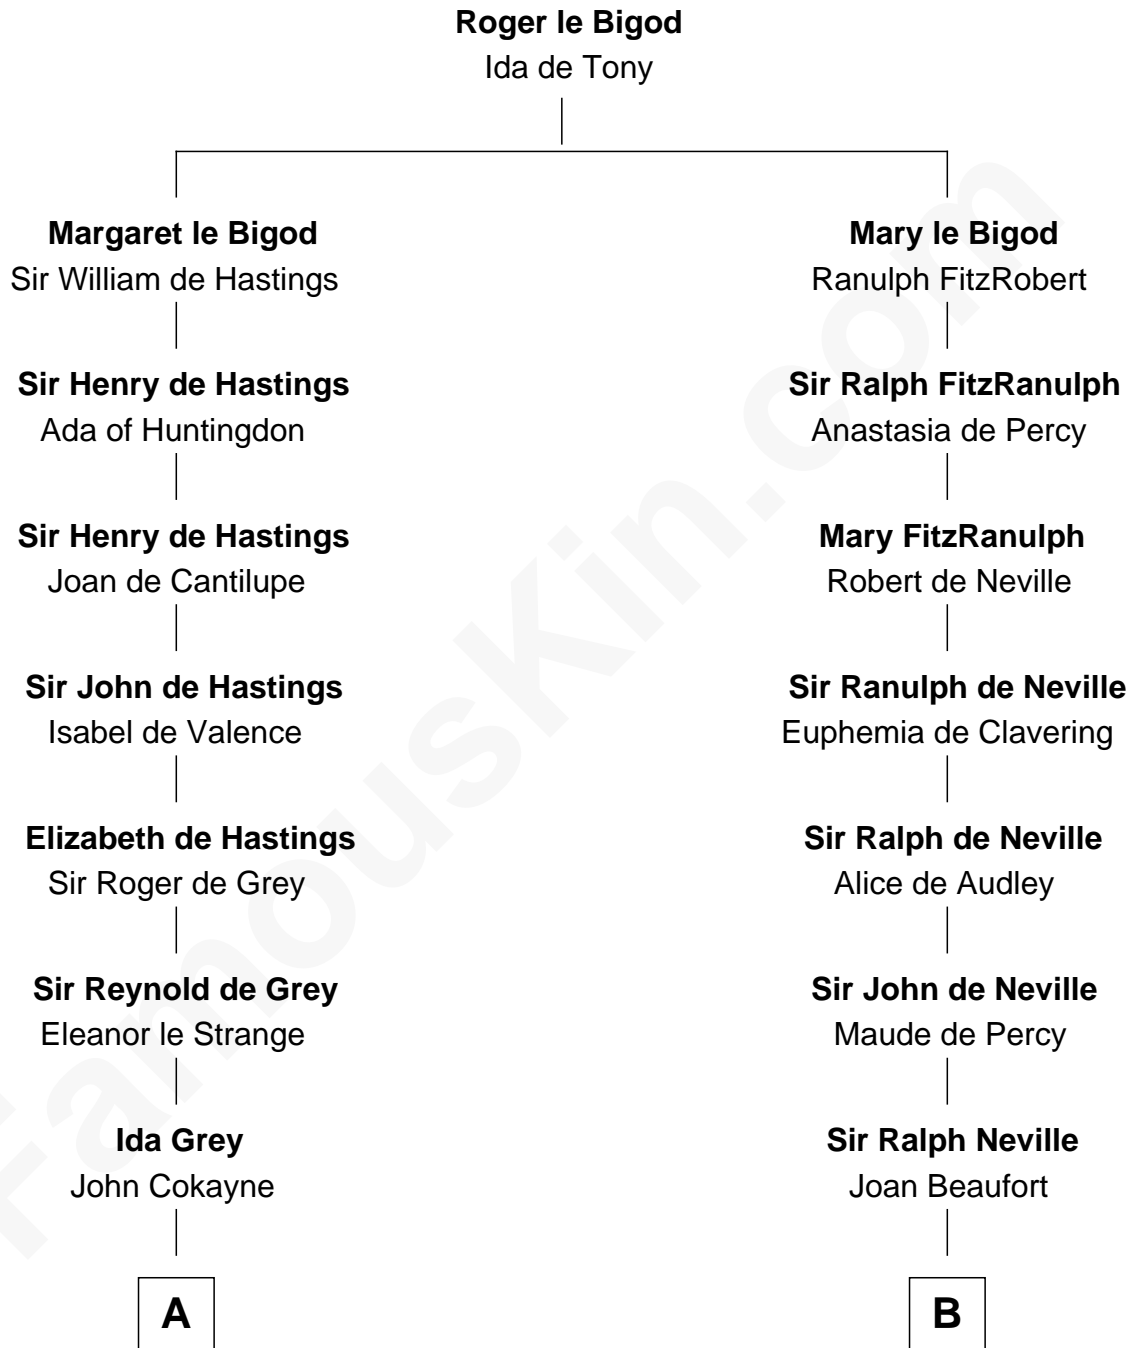 Roger le Bigod
Ida de Tony
Margaret le Bigod
Sir William de Hastings
Mary le Bigod
Ranulph FitzRobert
Sir Henry de Hastings
Ada of Huntingdon
Sir Ralph FitzRanulph
Anastasia de Percy
Sir Henry de Hastings
Joan de Cantilupe
Mary FitzRanulph
Robert de Neville
Sir John de Hastings
Isabel de Valence
Sir Ranulph de Neville
Euphemia de Clavering
Elizabeth de Hastings
Sir Roger de Grey
Sir Ralph de Neville
Alice de Audley
Sir Reynold de Grey
Eleanor le Strange
Sir John de Neville
Maude de Percy
Ida Grey
John Cokayne
Sir Ralph Neville
Joan Beaufort
A
B
FamousKin.com